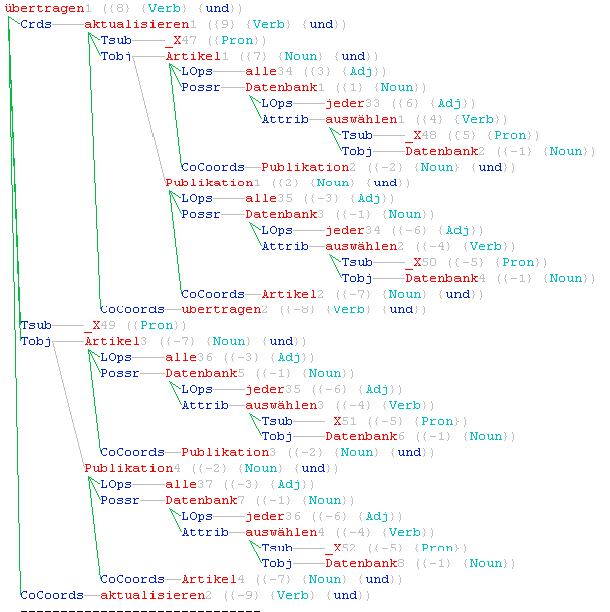 übertragen1 ({8} {Verb} {und})
Crds aktualisieren1 ({9} {Verb} {und})
Tsub _X47 ({Pron})
Tobj Artikel1 ({7} {Noun} {und})
LOps alle34 ({3} {Adj})
Possr Datenbank1 ({1} {Noun})
LOps jeder33 ({6} {Adj})
Attrib auswählen1 ({4} {Verb})
Tsub _X48 ({5} {Pron})
Tobj Datenbank2 ({-1} {Noun})
CoCoords Publikation2 ({-2} {Noun} {und})
Publikation1 ({2} {Noun} {und})
LOps alle35 ({-3} {Adj})
Possr Datenbank3 ({-1} {Noun})
LOps jeder34 ({-6} {Adj})
Attrib auswählen2 ({-4} {Verb})
Tsub _X50 ({-5} {Pron})
Tobj Datenbank4 ({-1} {Noun})
CoCoords Artikel2 ({-7} {Noun} {und})
CoCoords übertragen2 ({-8} {Verb} {und})
Tsub _X49 ({Pron})
Tobj Artikel3 ({-7} {Noun} {und})
LOps alle36 ({-3} {Adj})
Possr Datenbank5 ({-1} {Noun})
LOps jeder35 ({-6} {Adj})
Attrib auswählen3 ({-4} {Verb})
Tsub _X51 ({-5} {Pron})
Tobj Datenbank6 ({-1} {Noun})
CoCoords Publikation3 ({-2} {Noun} {und})
Publikation4 ({-2} {Noun} {und})
LOps alle37 ({-3} {Adj})
Possr Datenbank7 ({-1} {Noun})
LOps jeder36 ({-6} {Adj})
Attrib auswählen4 ({-4} {Verb})
Tsub _X52 ({-5} {Pron})
Tobj Datenbank8 ({-1} {Noun})
CoCoords Artikel4 ({-7} {Noun} {und})
CoCoords aktualisieren2 ({-9} {Verb} {und})